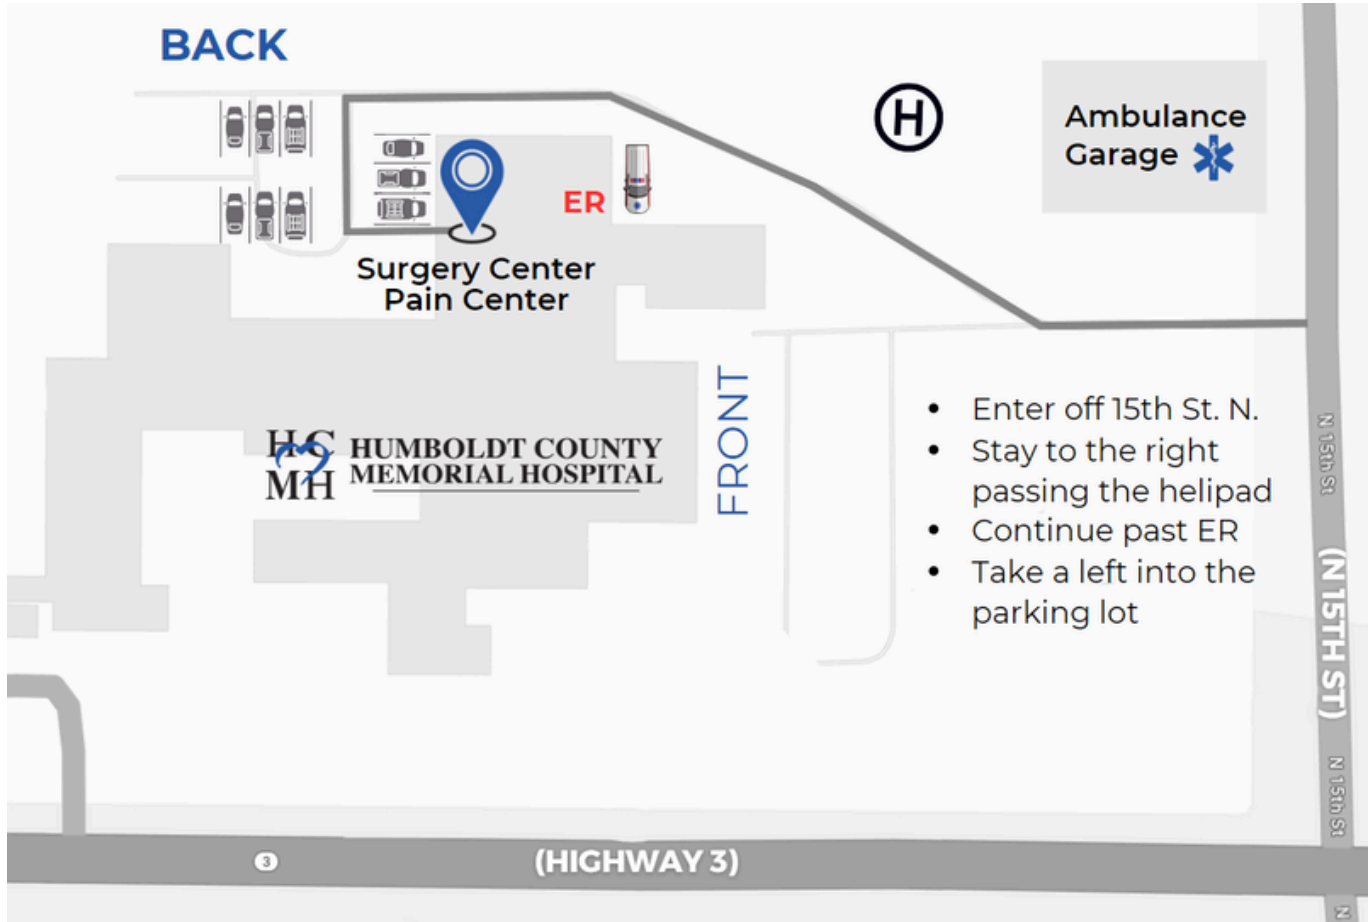 BACK
H
Ambulance
Garage
ER
Surgery Center
Pain Center
FRONT
HC
MH
HUMBOLDT COUNTY
MEMORIAL HOSPITAL
• Enter off 15th St. N.
• Stay to the right
passing the helipad
• Continue past ER
• Take a left into the
parking lot
N 15th St
(N 15TH ST)
N 15th St
3
(HIGHWAY 3)
N